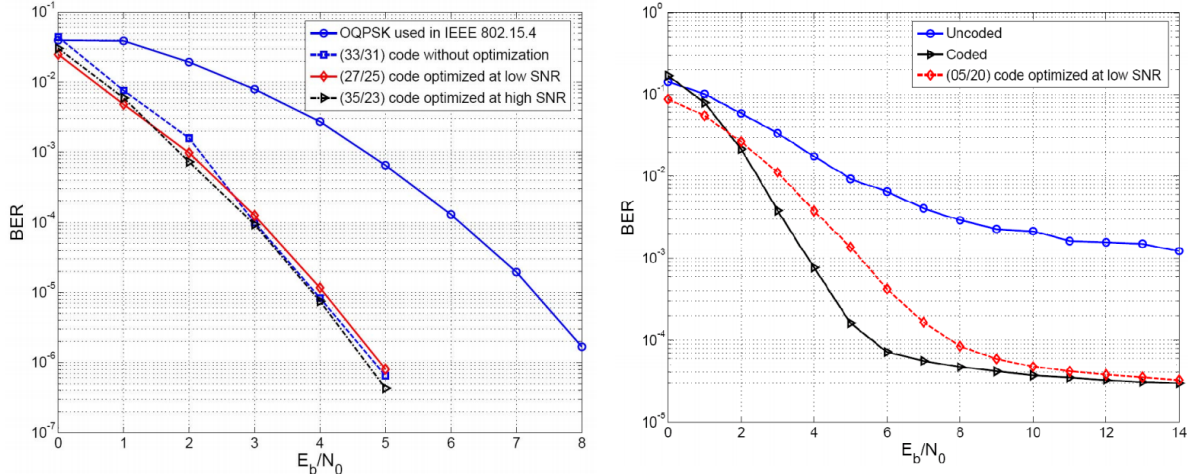 10⁰
10⁻¹
10⁻²
10⁻³
10⁻⁴
10⁻⁵
10⁻⁶
10⁻⁷
BER
0 1 2 3 4 5 6 7 8
E_b/N_0
OQPSK used in IEEE 802.15.4
(33/31) code without optimization
(27/25) code optimized at low SNR
(35/23) code optimized at high SNR
10⁰
10⁻¹
10⁻²
10⁻³
10⁻⁴
10⁻⁵
BER
0 2 4 6 8 10 12 14
E_b/N_0
Uncoded
Coded
(05/20) code optimized at low SNR